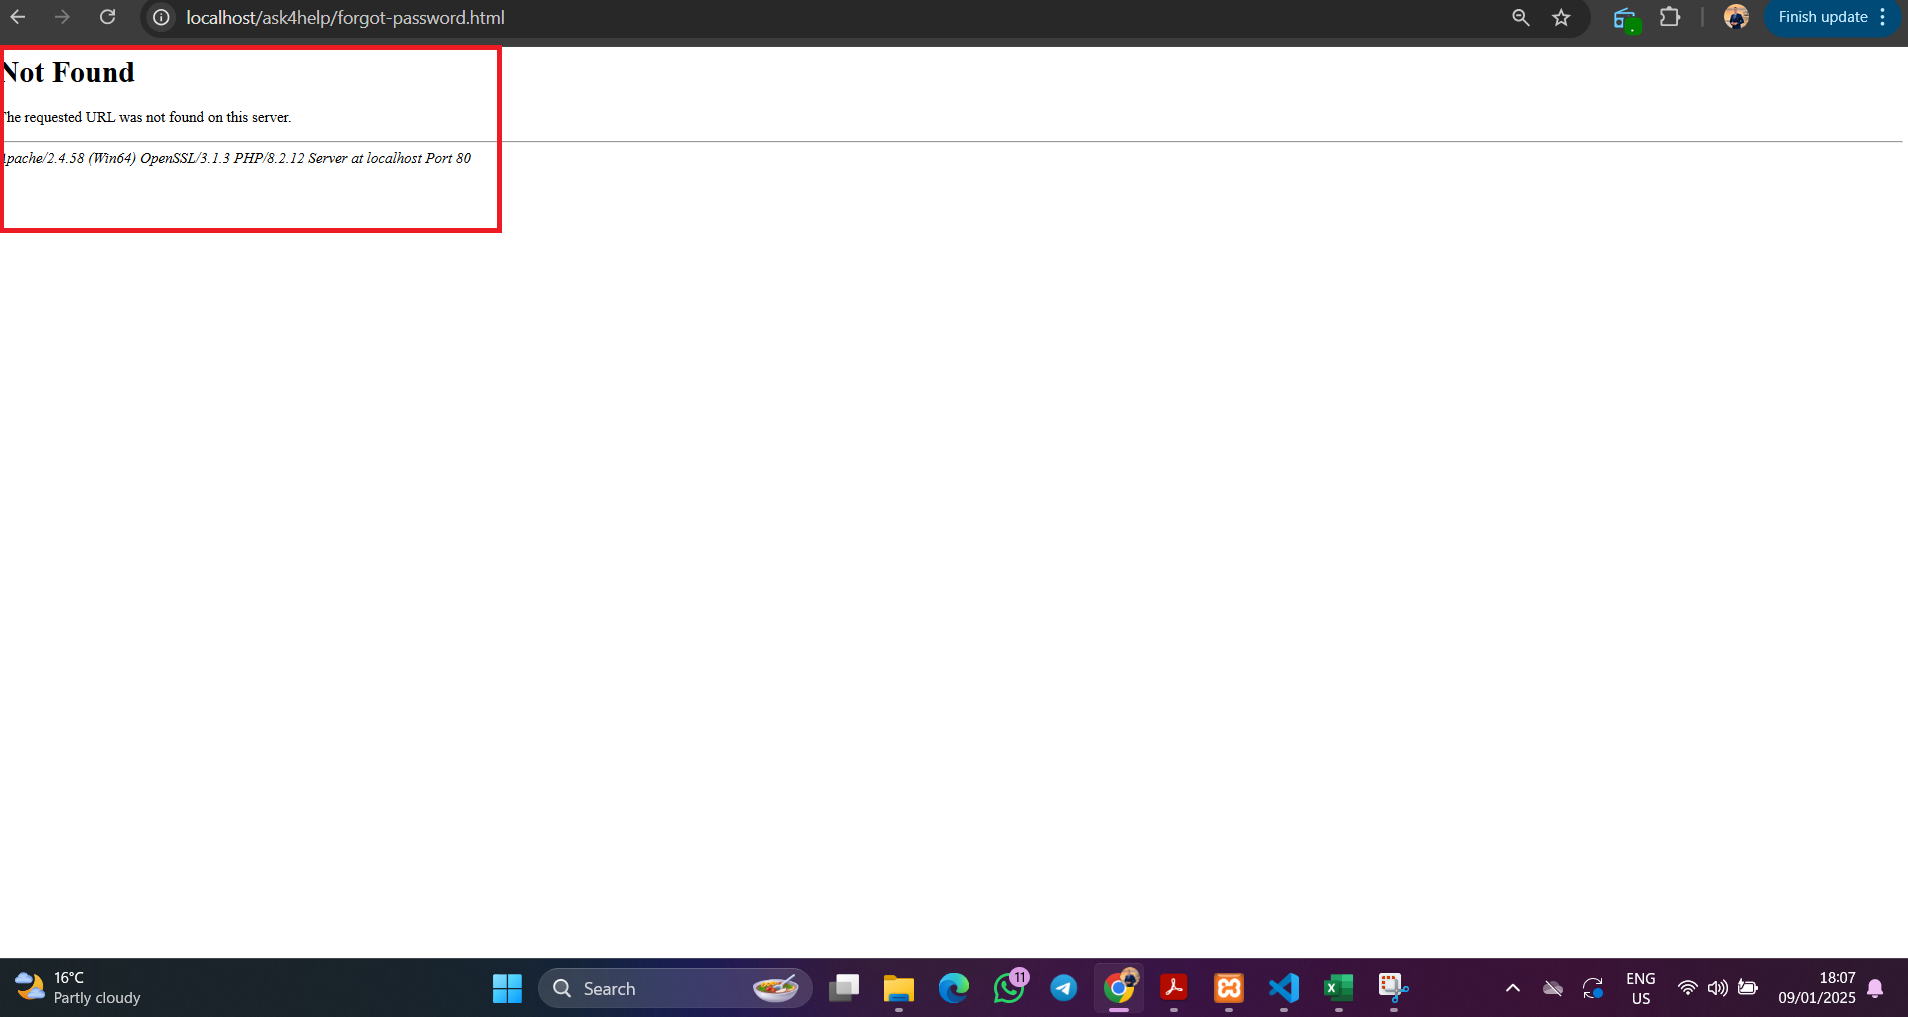 localhost/ask4help/forgot-password.html
Finish update
Not Found
The requested URL was not found on this server.
Apache/2.4.58 (Win64) OpenSSL/3.1.3 PHP/8.2.12 Server at localhost Port 80
16°C
Partly cloudy
Search
11
ENG
US
18:07
09/01/2025